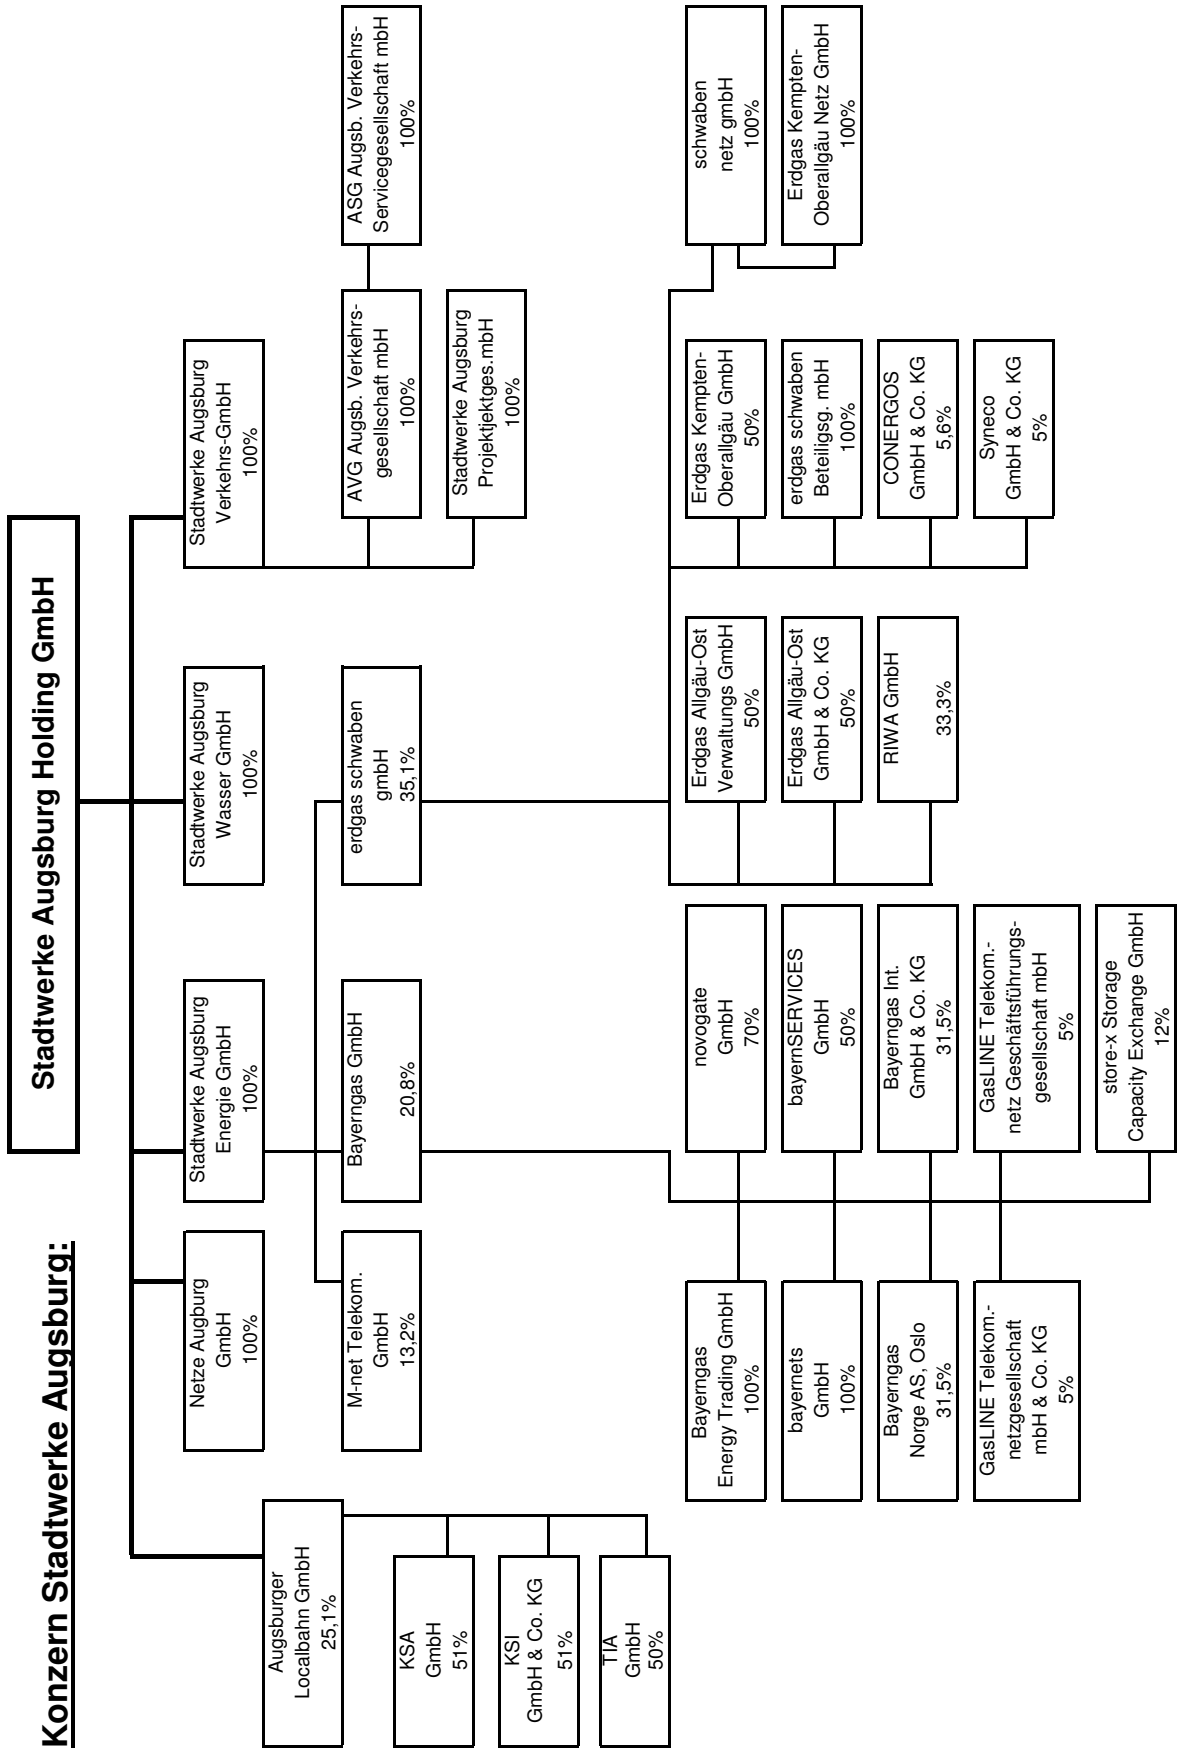 Konzern Stadtwerke Augsburg:
Stadtwerke Augsburg Holding GmbH
Augsburger
Localbahn GmbH
25,1%
Netze Augburg
GmbH
100%
Stadtwerke Augsburg
Energie GmbH
100%
Stadtwerke Augsburg
Wasser GmbH
100%
Stadtwerke Augsburg
Verkehrs-GmbH
100%
KSA
GmbH
51%
KSI
GmbH & Co. KG
51%
TIA
GmbH
50%
M-net Telekom.
GmbH
13,2%
Bayerngas GmbH
20,8%
erdgas schwaben
gmbH
35,1%
AVG Augsb. Verkehrs-
gesellschaft mbH
100%
ASG Augsb. Verkehrs-
Servicegesellschaft mbH
100%
Stadtwerke Augsburg
Projektjektges.mbH
100%
Bayerngas
Energy Trading GmbH
100%
novogate
GmbH
70%
Erdgas Allgäu-Ost
Verwaltungs GmbH
50%
Erdgas Kempten-
Oberallgäu GmbH
50%
schwaben
netz gmbH
100%
bayernets
GmbH
100%
bayernSERVICES
GmbH
50%
Erdgas Allgäu-Ost
GmbH & Co. KG
50%
erdgas schwaben
Beteiligsg. mbH
100%
Erdgas Kempten-
Oberallgäu Netz GmbH
100%
Bayerngas
Norge AS, Oslo
31,5%
Bayerngas Int.
GmbH & Co. KG
31,5%
RIWA GmbH
33,3%
CONERGOS
GmbH & Co. KG
5,6%
GasLINE Telekom.-
netzgesellschaft
mbH & Co. KG
5%
GasLINE Telekom.-
netz Geschäftsführungs-
gesellschaft mbH
5%
Syneco
GmbH & Co. KG
5%
store-x Storage
Capacity Exchange GmbH
12%